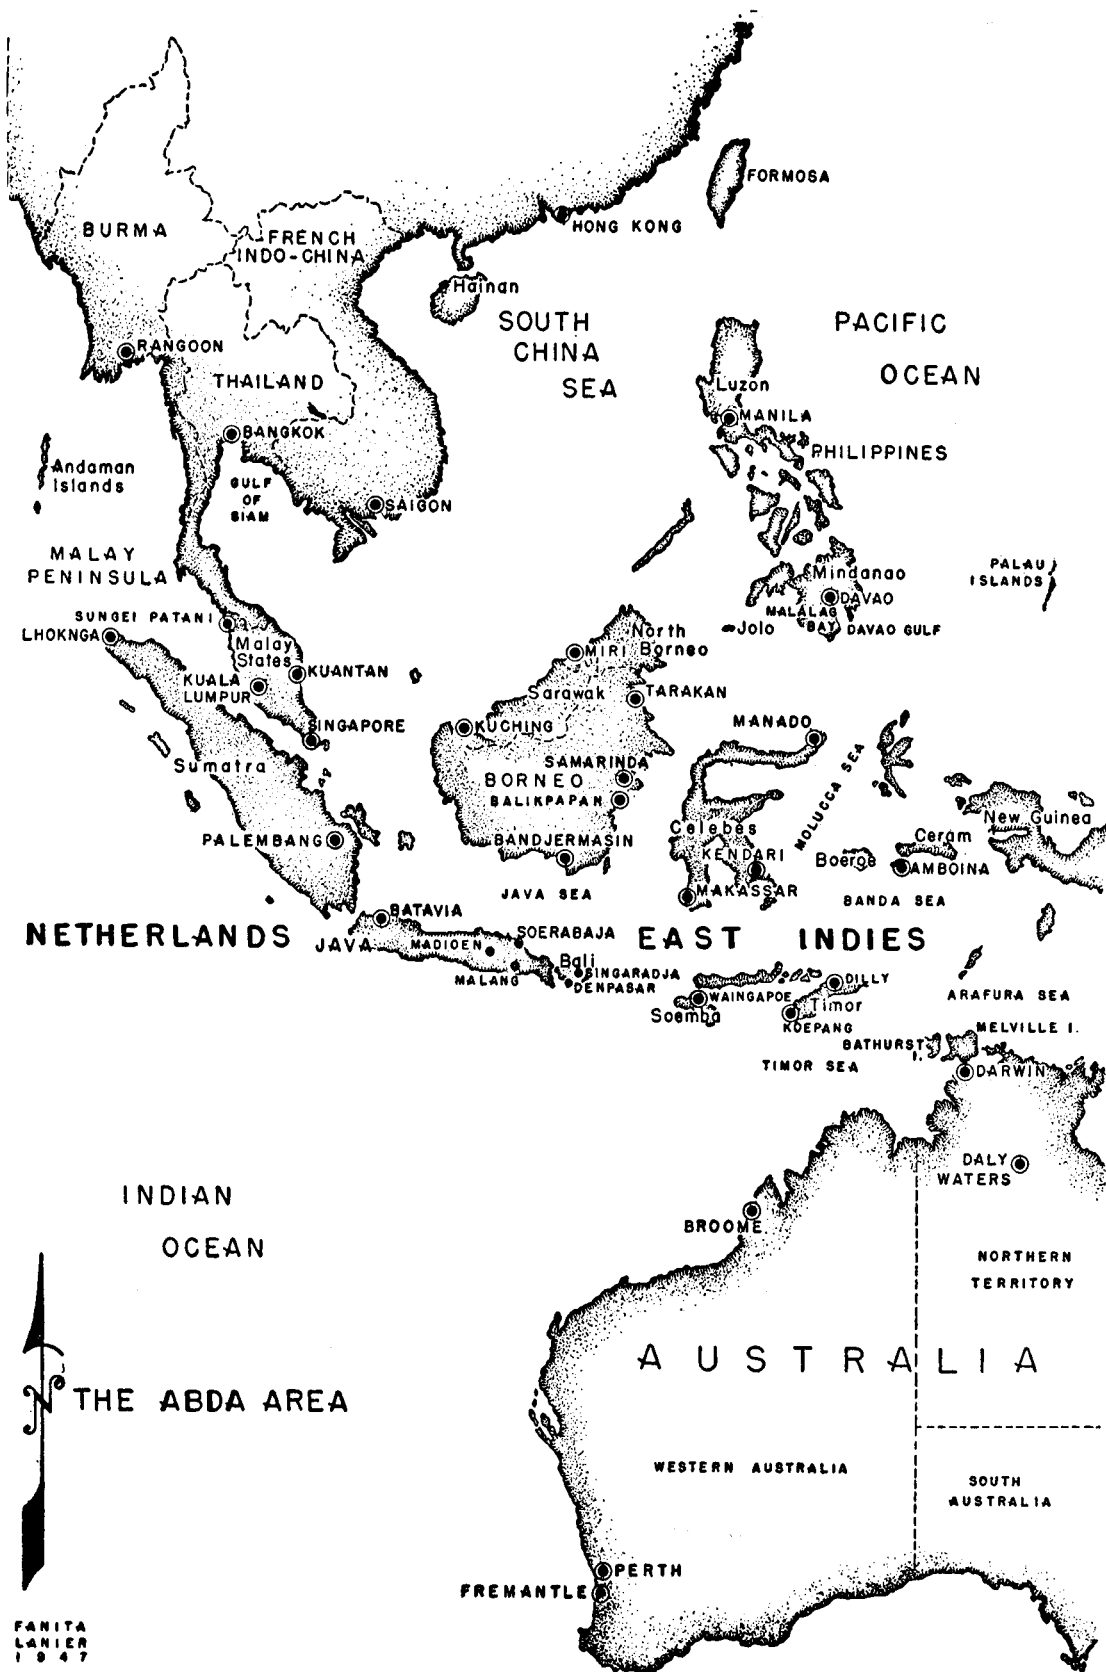 FORMOSA
BURMA
FRENCH
INDO-CHINA
HONG KONG
Hainan
SOUTH
CHINA
SEA
PACIFIC
OCEAN
RANGOON
THAILAND
Luzon
MANILA
BANGKOK
PHILIPPINES
Andaman
Islands
GULF
OF
SIAM
SAIGON
MALAY
PENINSULA
PALAU
ISLANDS
Mindanao
DAVAO
MALALAG
BAY
DAVAO GULF
Jolo
SUNGEI PATANI
LHOKNGA
Malay
States
KUANTAN
KUALA
LUMPUR
North
Borneo
MIRI
Sarawak
TARAKAN
SINGAPORE
KUCHING
MANADO
Sumatra
SAMARINDA
BORNEO
BALIKPAPAN
MOLUCCA SEA
New Guinea
Celebes
PALEMBANG
BANDJERMASIN
KENDARI
Boeroe
Ceram
AMBOINA
MAKASSAR
JAVA SEA
BANDA SEA
BATAVIA
NETHERLANDS EAST INDIES
JAVA
MADIOEN
SOERABAJA
MALANG
Bali
SINGARADJA
DENPASAR
DILLY
WAINGAPOE
Soemba
Timor
KOEPANG
ARAFURA SEA
MELVILLE I.
BATHURST
I.
TIMOR SEA
DARWIN
DALY
WATERS
INDIAN
OCEAN
BROOME
NORTHERN
TERRITORY
AUSTRALIA
N
THE ABDA AREA
WESTERN AUSTRALIA
SOUTH
AUSTRALIA
PERTH
FREMANTLE
FANITA
LANIER
1947